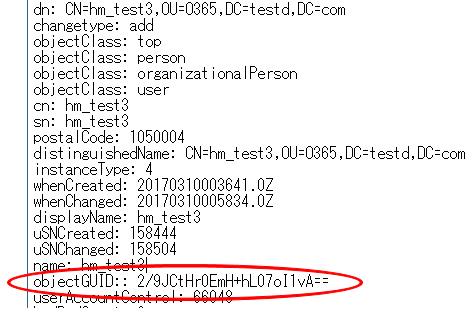 dn: CN=hm_test3,OU=O365,DC=testd,DC=com
changetype: add
objectClass: top
objectClass: person
objectClass: organizationalPerson
objectClass: user
cn: hm_test3
sn: hm_test3
postalCode: 1050004
distinguishedName: CN=hm_test3,OU=O365,DC=testd,DC=com
instanceType: 4
whenCreated: 20170310003641.0Z
whenChanged: 20170310005834.0Z
displayName: hm_test3
uSNCreated: 158444
uSNChanged: 158504
name: hm_test3
objectGUID:: 2/9JCtHr0EmH+hL07oI1vA==
userAccountControl: 66048